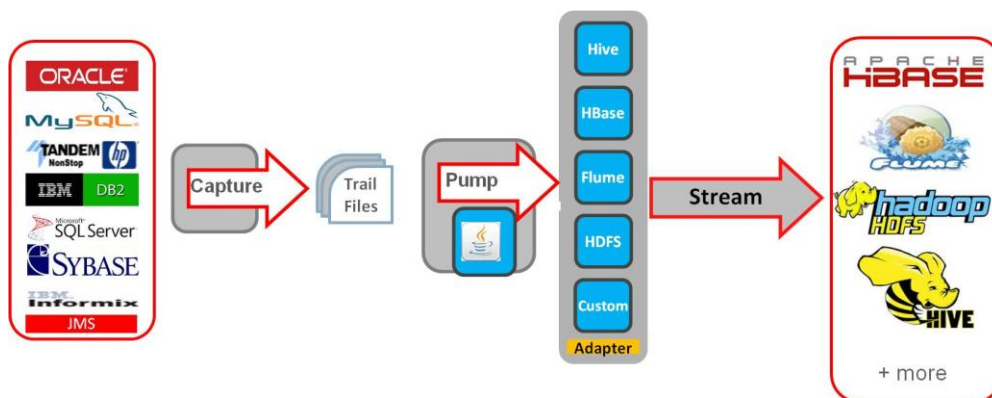 ORACLE
MySQL
TANDEM
NonStop
hp
IBM DB2
Microsoft
SQL Server
SYBASE
IBM.
Informix
JMS
Capture
Trail
Files
Pump
Hive
HBase
Flume
HDFS
Custom
Adapter
Stream
APACHE
HBASE
FLUME
hadoop
HDFS
HIVE
+ more